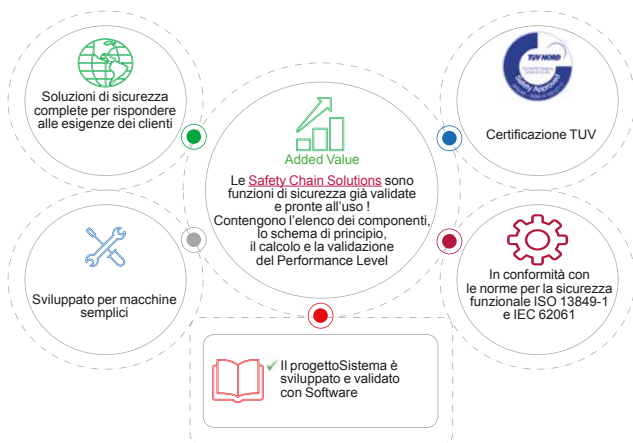 Soluzioni di sicurezza
complete per rispondere
alle esigenze dei clienti
TUV NORD
Safety Approved
Certificazione TUV
Added Value
Le Safety Chain Solutions sono
funzioni di sicurezza già validate
e pronte all'uso !
Contengono l'elenco dei componenti,
lo schema di principio,
il calcolo e la validazione
del Performance Level
Sviluppato per macchine
semplici
In conformità con
le norme per la sicurezza
funzionale ISO 13849-1
e IEC 62061
Il progettoSistema è
sviluppato e validato
con Software